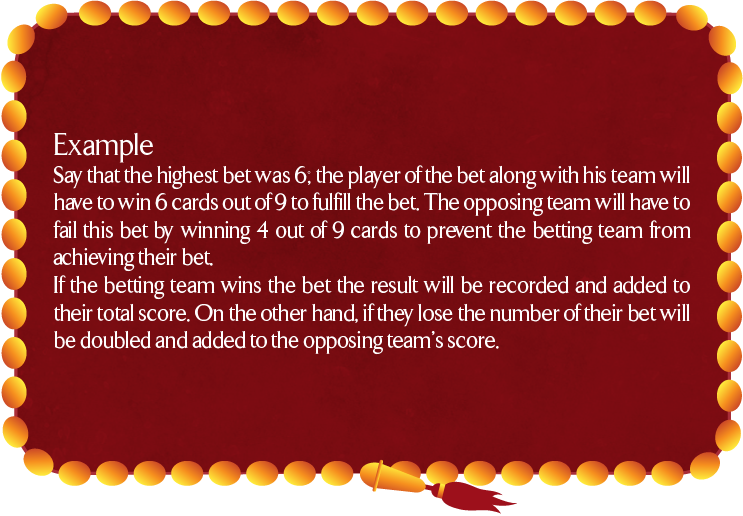 Example
Say that the highest bet was 6; the player of the bet along with his team will
have to win 6 cards out of 9 to fulfill the bet. The opposing team will have to
fail this bet by winning 4 out of 9 cards to prevent the betting team from
achieving their bet.
If the betting team wins the bet the result will be recorded and added to
their total score. On the other hand, if they lose the number of their bet will
be doubled and added to the opposing team's score.